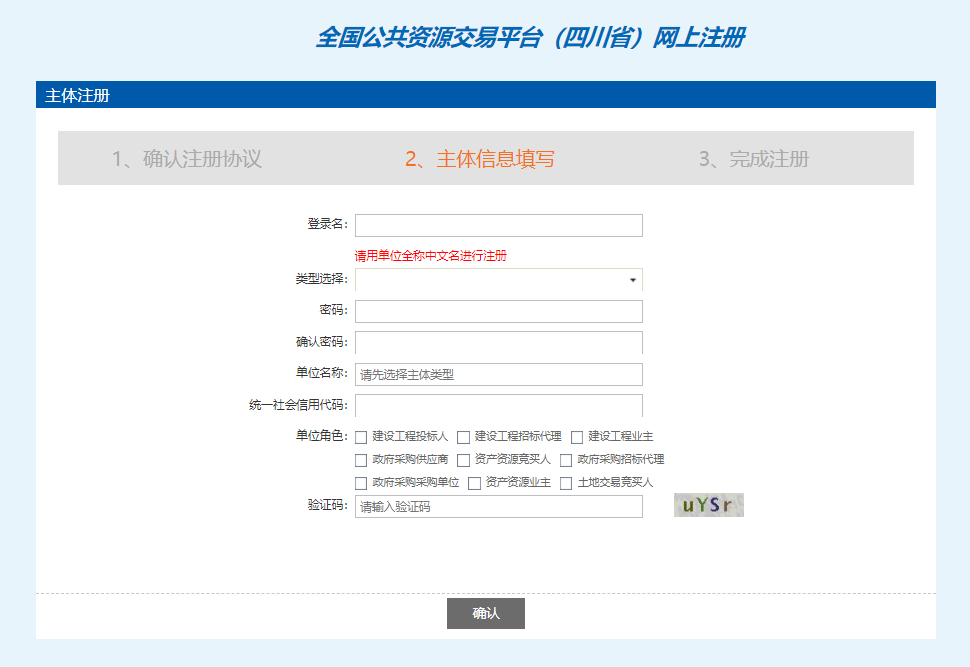 全国公共资源交易平台（四川省）网上注册
主体注册
1、确认注册协议 2、主体信息填写 3、完成注册
登录名：
请用单位全称中文名进行注册
类型选择：
密码：
确认密码：
单位名称： 请先选择主体类型
统一社会信用代码：
单位角色： 建设工程投标人 建设工程招标代理 建设工程业主
政府采购供应商 资产资源竞买人 政府采购招标代理
政府采购采购单位 资产资源业主 土地交易竞买人
验证码： 请输入验证码 uYSr
确认